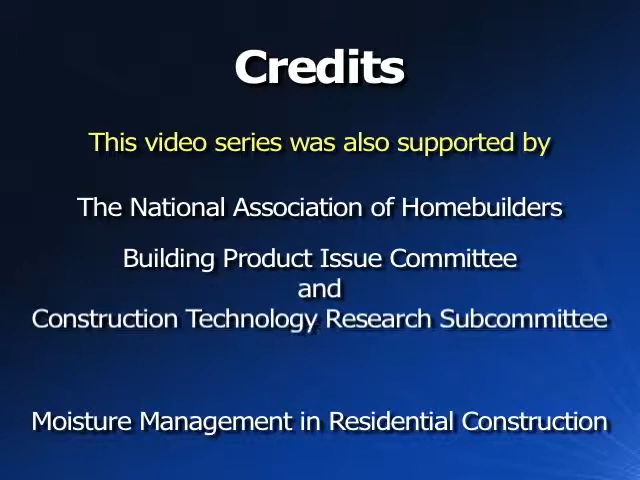 Credits
This video series was also supported by
The National Association of Homebuilders
Building Product Issue Committee
and
Construction Technology Research Subcommittee
Moisture Management in Residential Construction